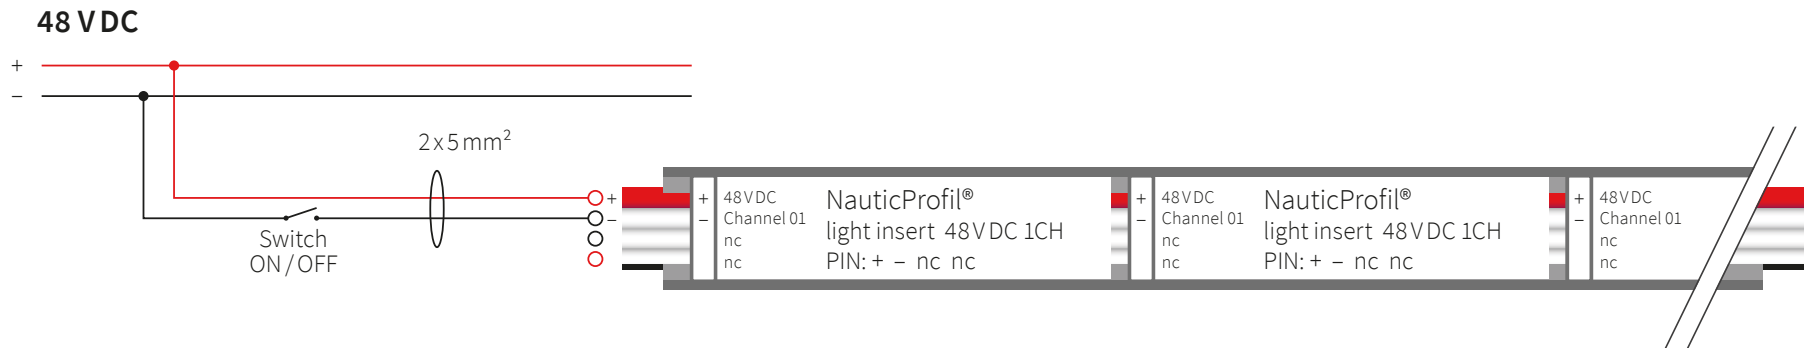 48 V DC
+
–
2 x 5 mm²
Switch
ON / OFF
+
–
+
–
48 V DC
Channel 01
nc
nc
NauticProfil®
light insert 48 V DC 1CH
PIN: + – nc nc
+
–
48 V DC
Channel 01
nc
nc
NauticProfil®
light insert 48 V DC 1CH
PIN: + – nc nc
+
–
48 V DC
Channel 01
nc
nc